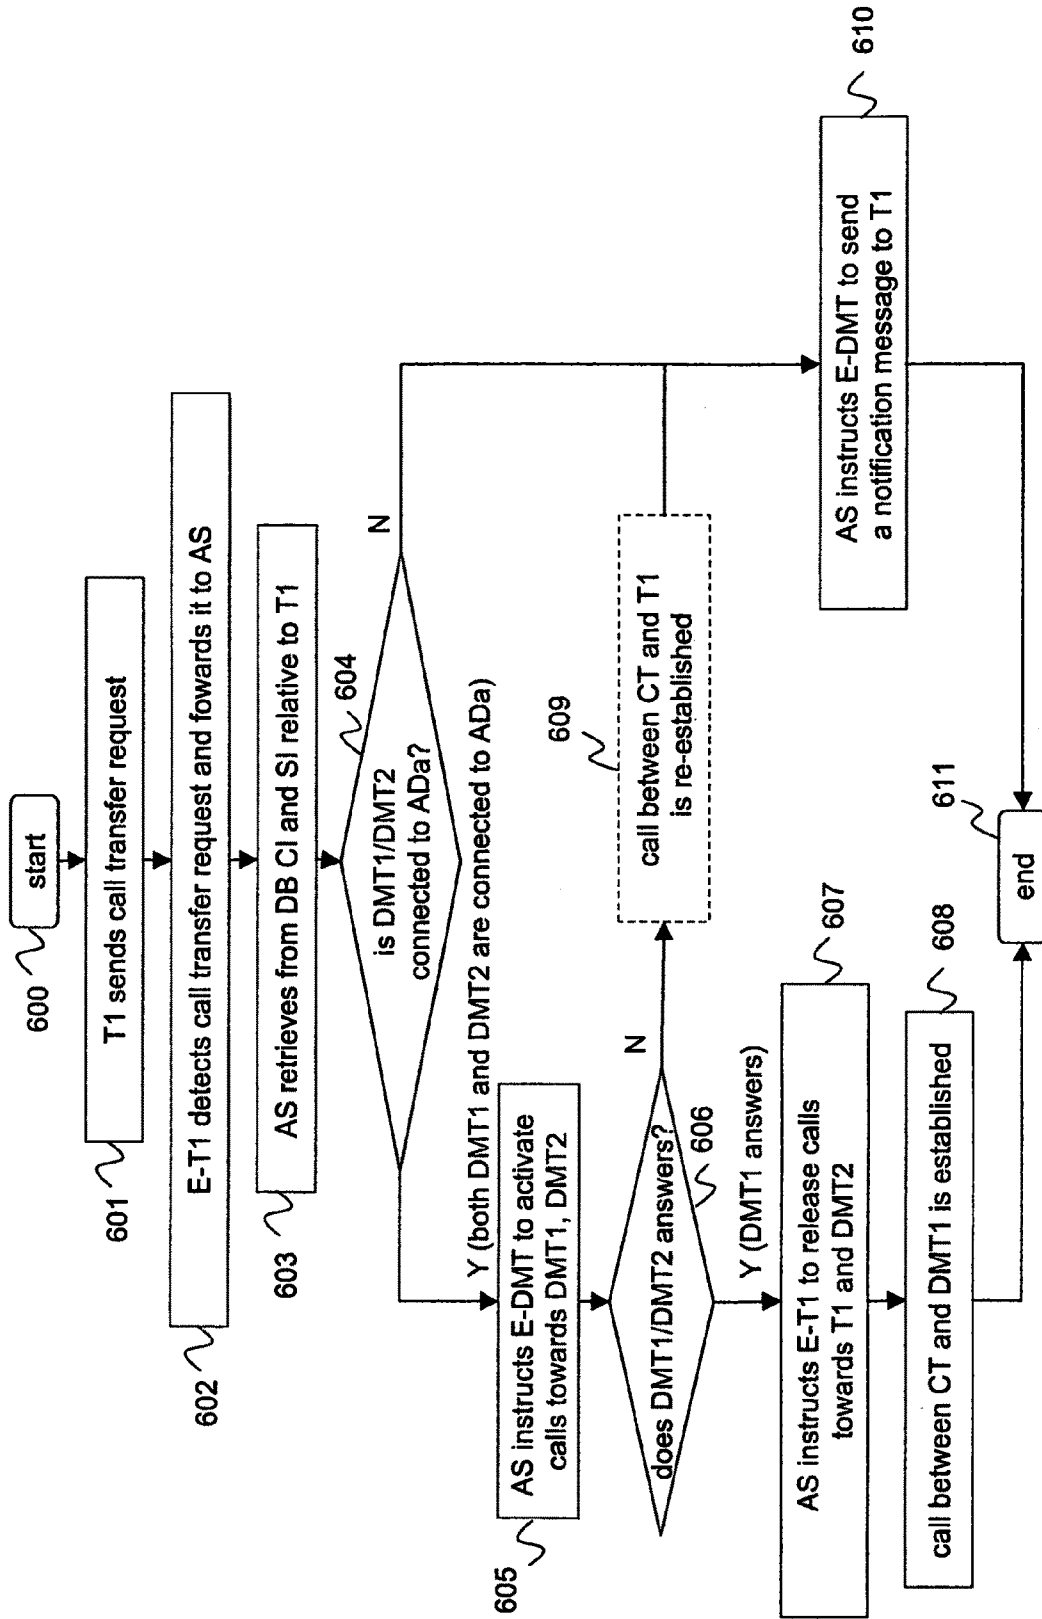 start
600
T1 sends call transfer request
601
E-T1 detects call transfer request and fowards it to AS
602
AS retrieves from DB CI and SI relative to T1
603
604
is DMT1/DMT2
connected to ADa?
N
Y (both DMT1 and DMT2 are connected to ADa)
AS instructs E-DMT to activate
calls towards DMT1, DMT2
605
does DMT1/DMT2 answers?
606
N
609
call between CT and T1
is re-established
Y (DMT1 answers)
AS instructs E-T1 to release calls
towards T1 and DMT2
607
call between CT and DMT1 is established
608
AS instructs E-DMT to send
a notification message to T1
610
611
end